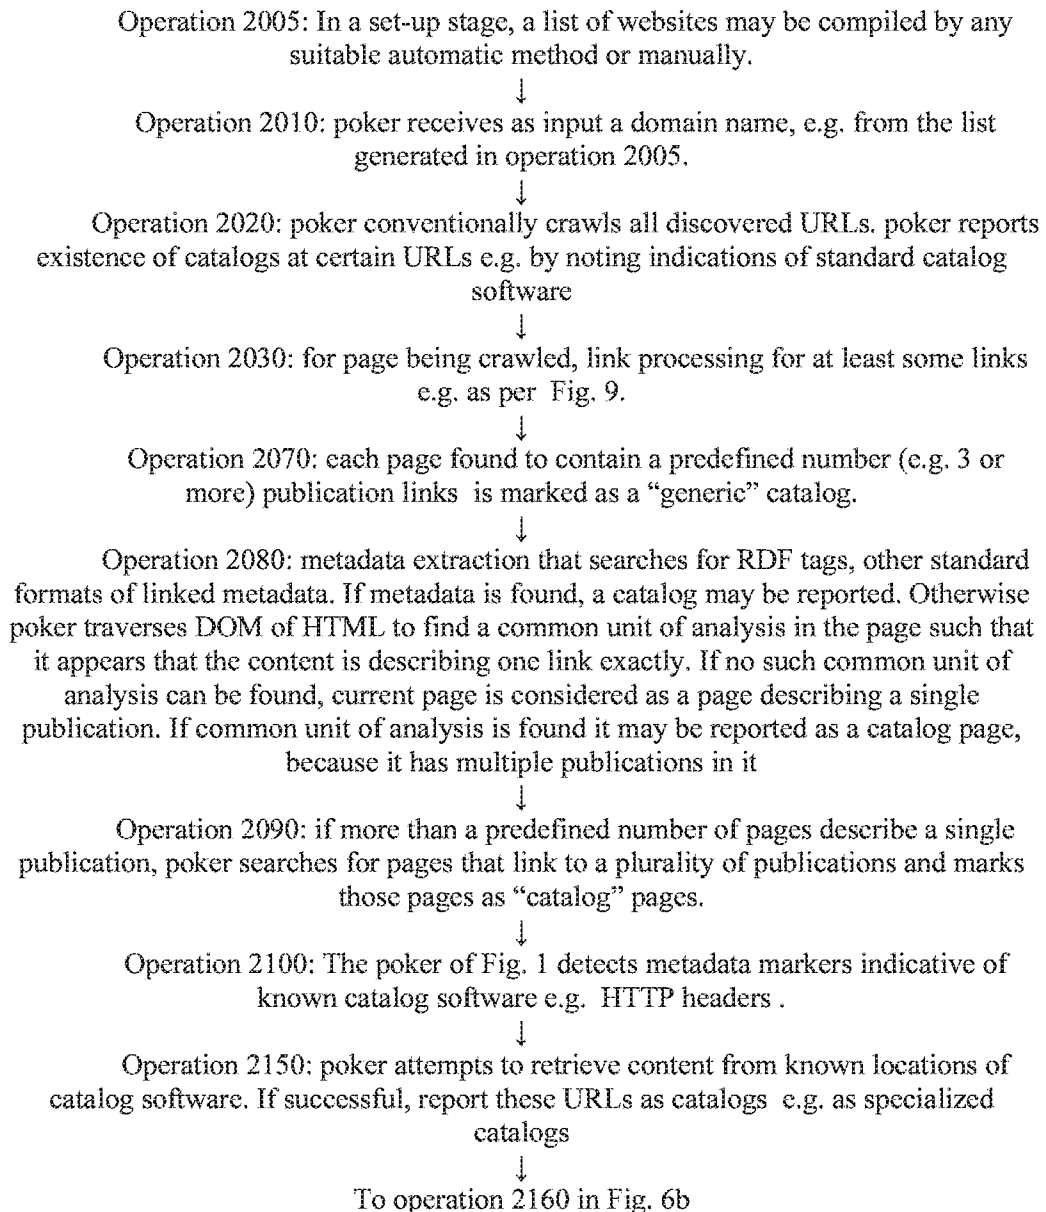 Operation 2005: In a set-up stage, a list of websites may be compiled by any
suitable automatic method or manually.
↓
Operation 2010: poker receives as input a domain name, e.g. from the list
generated in operation 2005.
↓
Operation 2020: poker conventionally crawls all discovered URLs. poker reports
existence of catalogs at certain URLs e.g. by noting indications of standard catalog
software
↓
Operation 2030: for page being crawled, link processing for at least some links
e.g. as per Fig. 9.
↓
Operation 2070: each page found to contain a predefined number (e.g. 3 or
more) publication links is marked as a “generic” catalog.
↓
Operation 2080: metadata extraction that searches for RDF tags, other standard
formats of linked metadata. If metadata is found, a catalog may be reported. Otherwise
poker traverses DOM of HTML to find a common unit of analysis in the page such that
it appears that the content is describing one link exactly. If no such common unit of
analysis can be found, current page is considered as a page describing a single
publication. If common unit of analysis is found it may be reported as a catalog page,
because it has multiple publications in it
↓
Operation 2090: if more than a predefined number of pages describe a single
publication, poker searches for pages that link to a plurality of publications and marks
those pages as “catalog” pages.
↓
Operation 2100: The poker of Fig. 1 detects metadata markers indicative of
known catalog software e.g. HTTP headers .
↓
Operation 2150: poker attempts to retrieve content from known locations of
catalog software. If successful, report these URLs as catalogs e.g. as specialized
catalogs
↓
To operation 2160 in Fig. 6b